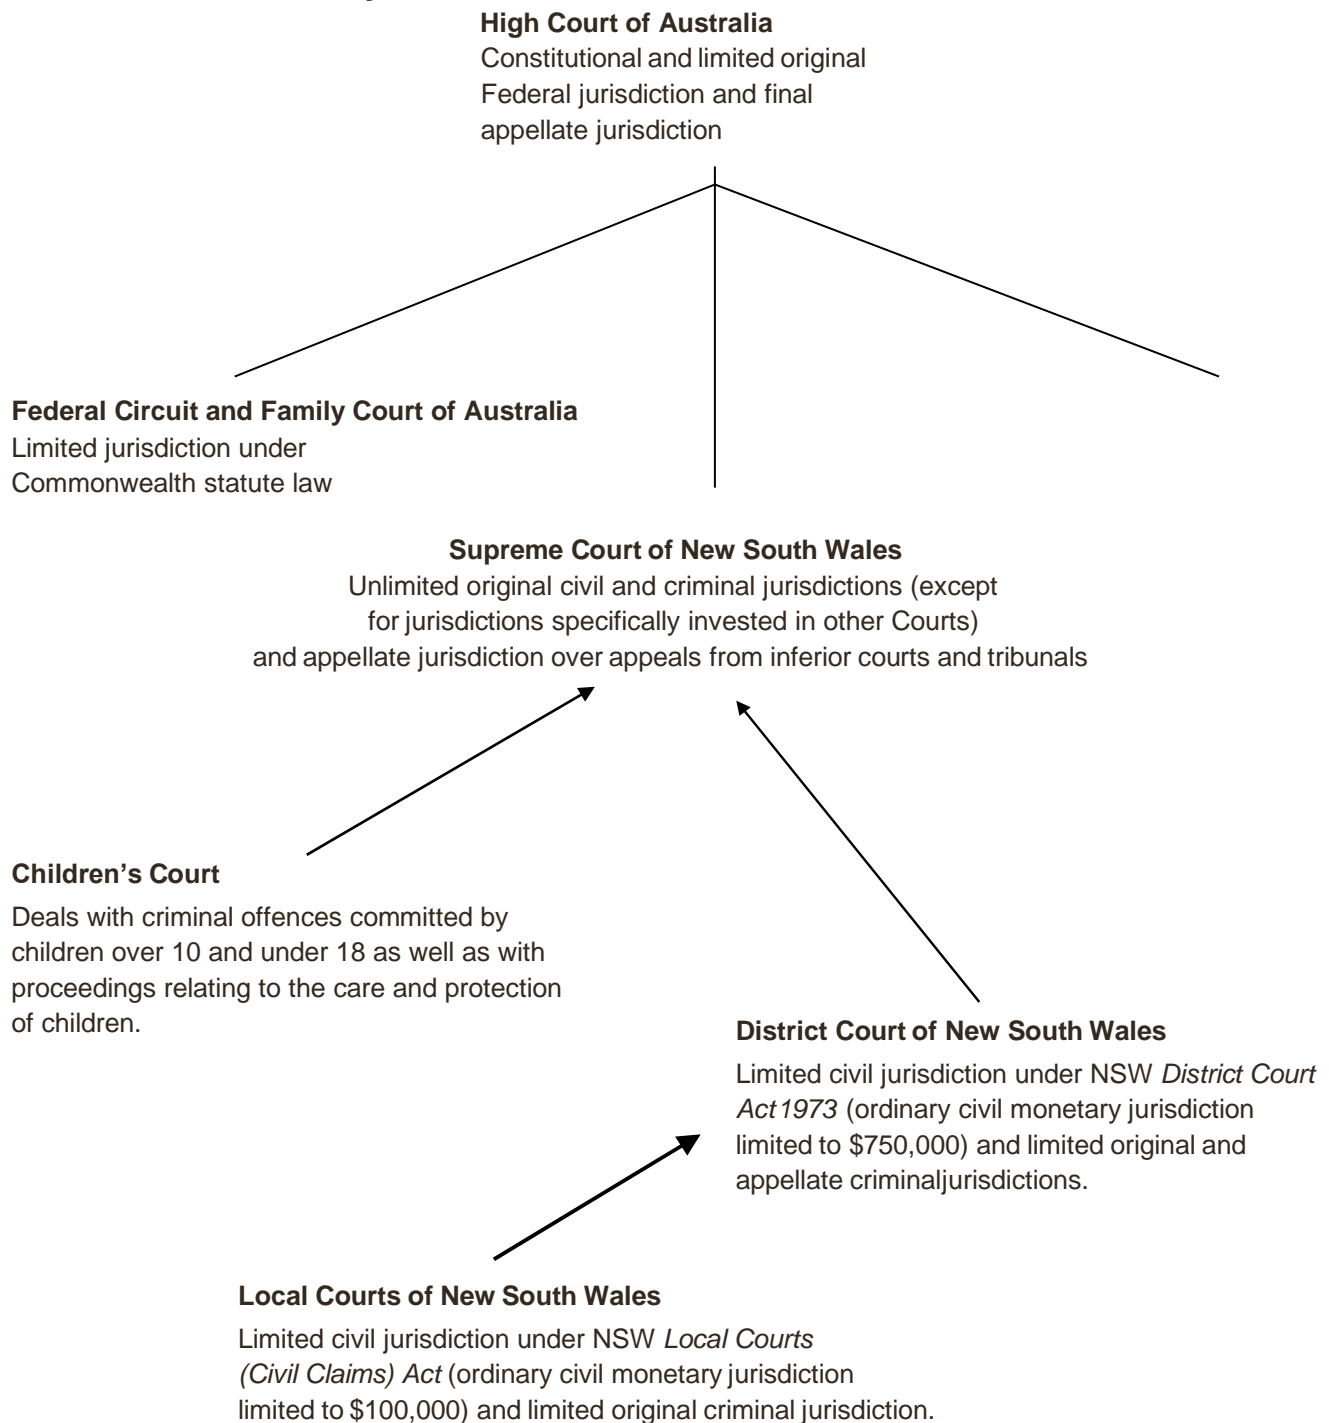 High Court of Australia
Constitutional and limited original
Federal jurisdiction and final
appellate jurisdiction
Federal Circuit and Family Court of Australia
Limited jurisdiction under
Commonwealth statute law
Supreme Court of New South Wales
Unlimited original civil and criminal jurisdictions (except
for jurisdictions specifically invested in other Courts)
and appellate jurisdiction over appeals from inferior courts and tribunals
Children’s Court
Deals with criminal offences committed by
children over 10 and under 18 as well as with
proceedings relating to the care and protection
of children.
District Court of New South Wales
Limited civil jurisdiction under NSW District Court
Act 1973 (ordinary civil monetary jurisdiction
limited to $750,000) and limited original and
appellate criminaljurisdictions.
Local Courts of New South Wales
Limited civil jurisdiction under NSW Local Courts
(Civil Claims) Act (ordinary civil monetary jurisdiction
limited to $100,000) and limited original criminal jurisdiction.